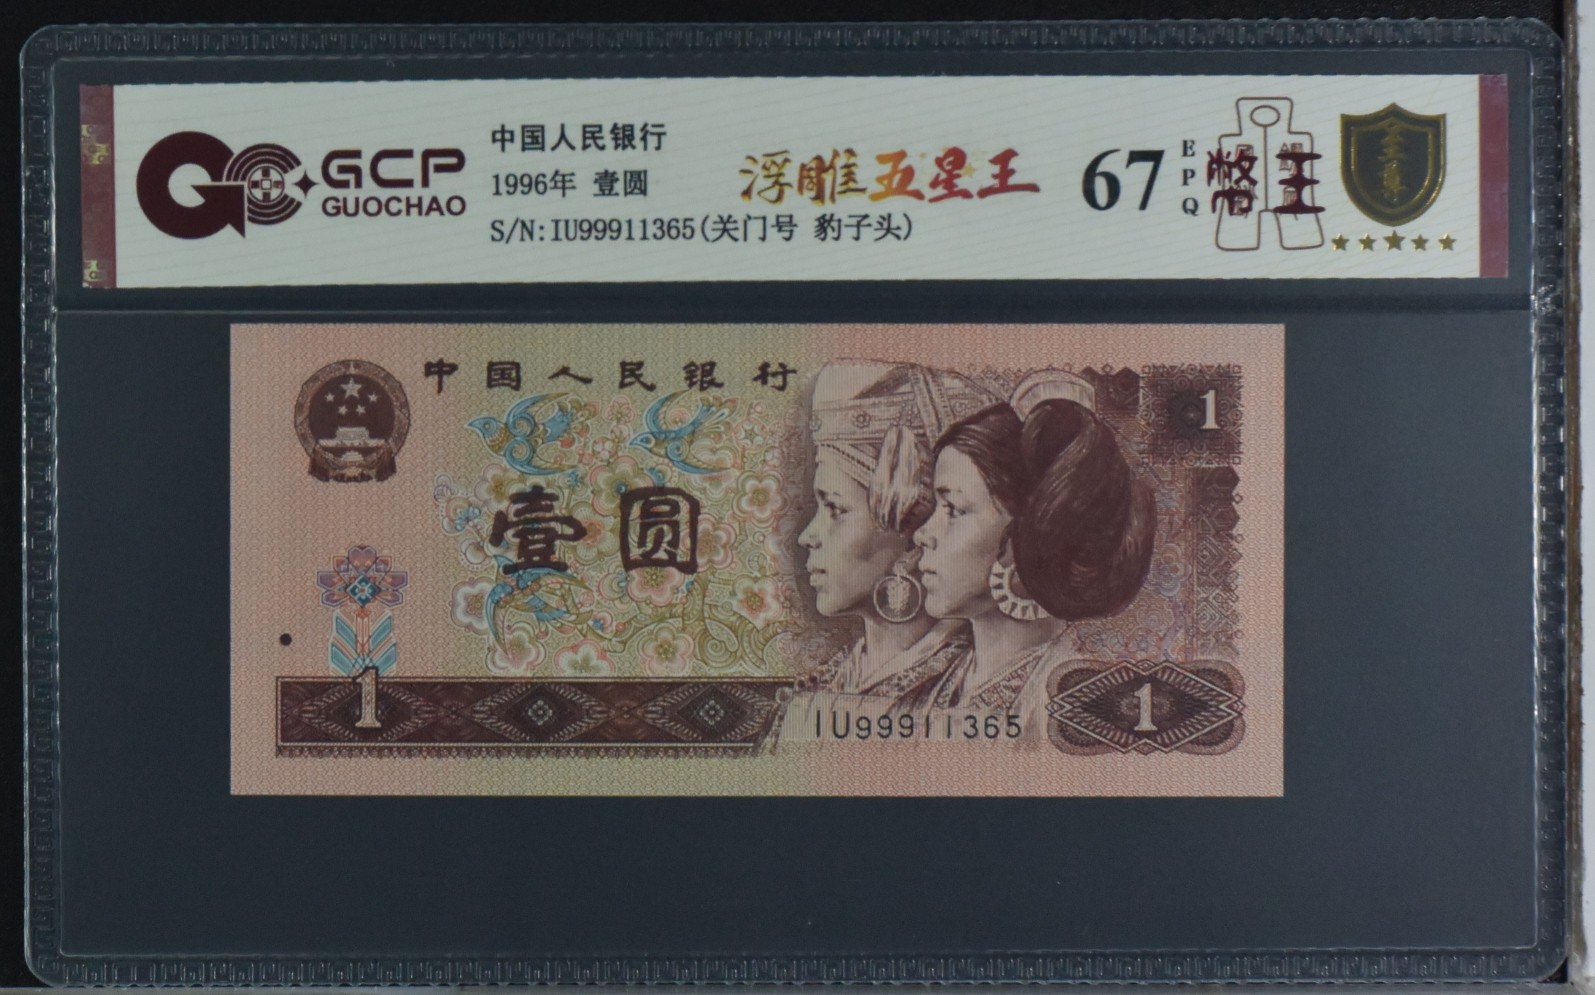 GCP
GUOCHAO
中国人民银行
1996年 壹圆
S/N:IU99911365(关门号 豹子头)
浮雕五星王
67
EPQ
至尊
中国人民银行
1
壹圆
1
IU99911365
1